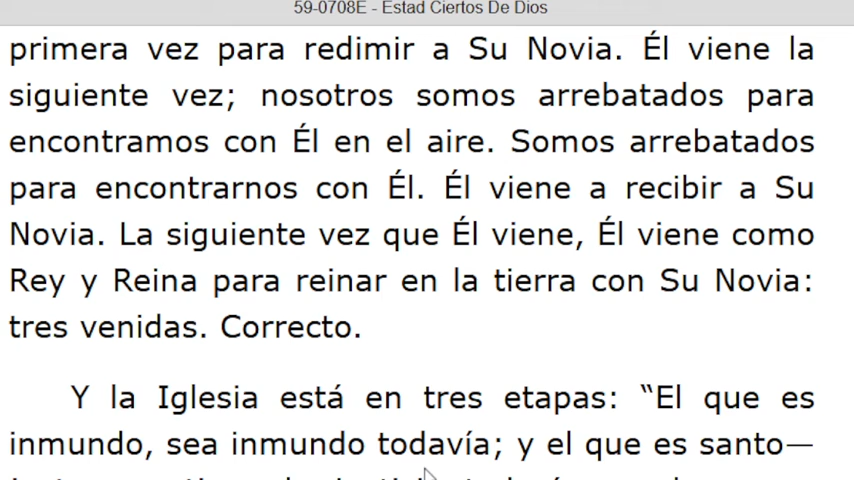 59-0708E - Estad Ciertos De Dios
primera vez para redimir a Su Novia. Él viene la
siguiente vez; nosotros somos arrebatados para
encontramos con Él en el aire. Somos arrebatados
para encontrarnos con Él. Él viene a recibir a Su
Novia. La siguiente vez que Él viene, Él viene como
Rey y Reina para reinar en la tierra con Su Novia:
tres venidas. Correcto.
Y la Iglesia está en tres etapas: “El que es
inmundo, sea inmundo todavía; y el que es santo—